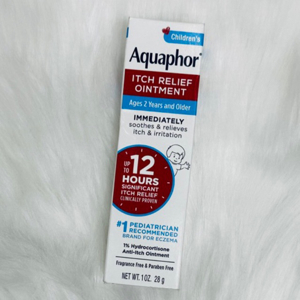 Children's
Aquaphor
ITCH RELIEF
OINTMENT
Ages 2 Years and Older
IMMEDIATELY
soothes & relieves
itch & irritation
UP TO
12
HOURS
SIGNIFICANT
ITCH RELIEF
CLINICALLY PROVEN
#1 PEDIATRICIAN
RECOMMENDED
BRAND FOR ECZEMA
1% Hydrocortisone
Anti-Itch Ointment
Fragrance Free & Paraben Free
NET WT. 1 OZ. 28 g